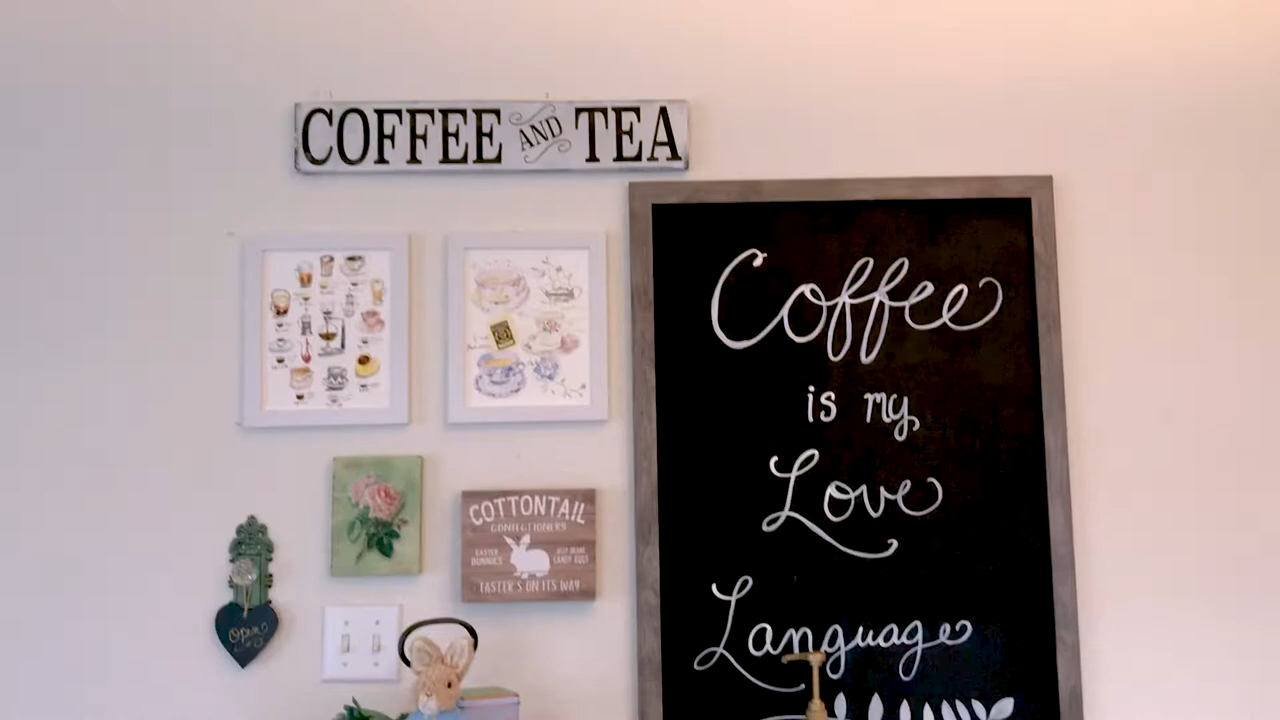 COFFEE AND TEA
Coffee
is my
Love
Language
COTTONTAIL
CONFECTIONERS
EASTER
BUNNIES
JELLY BEANS
CANDY EGGS
EASTER'S ON ITS WAY
Open